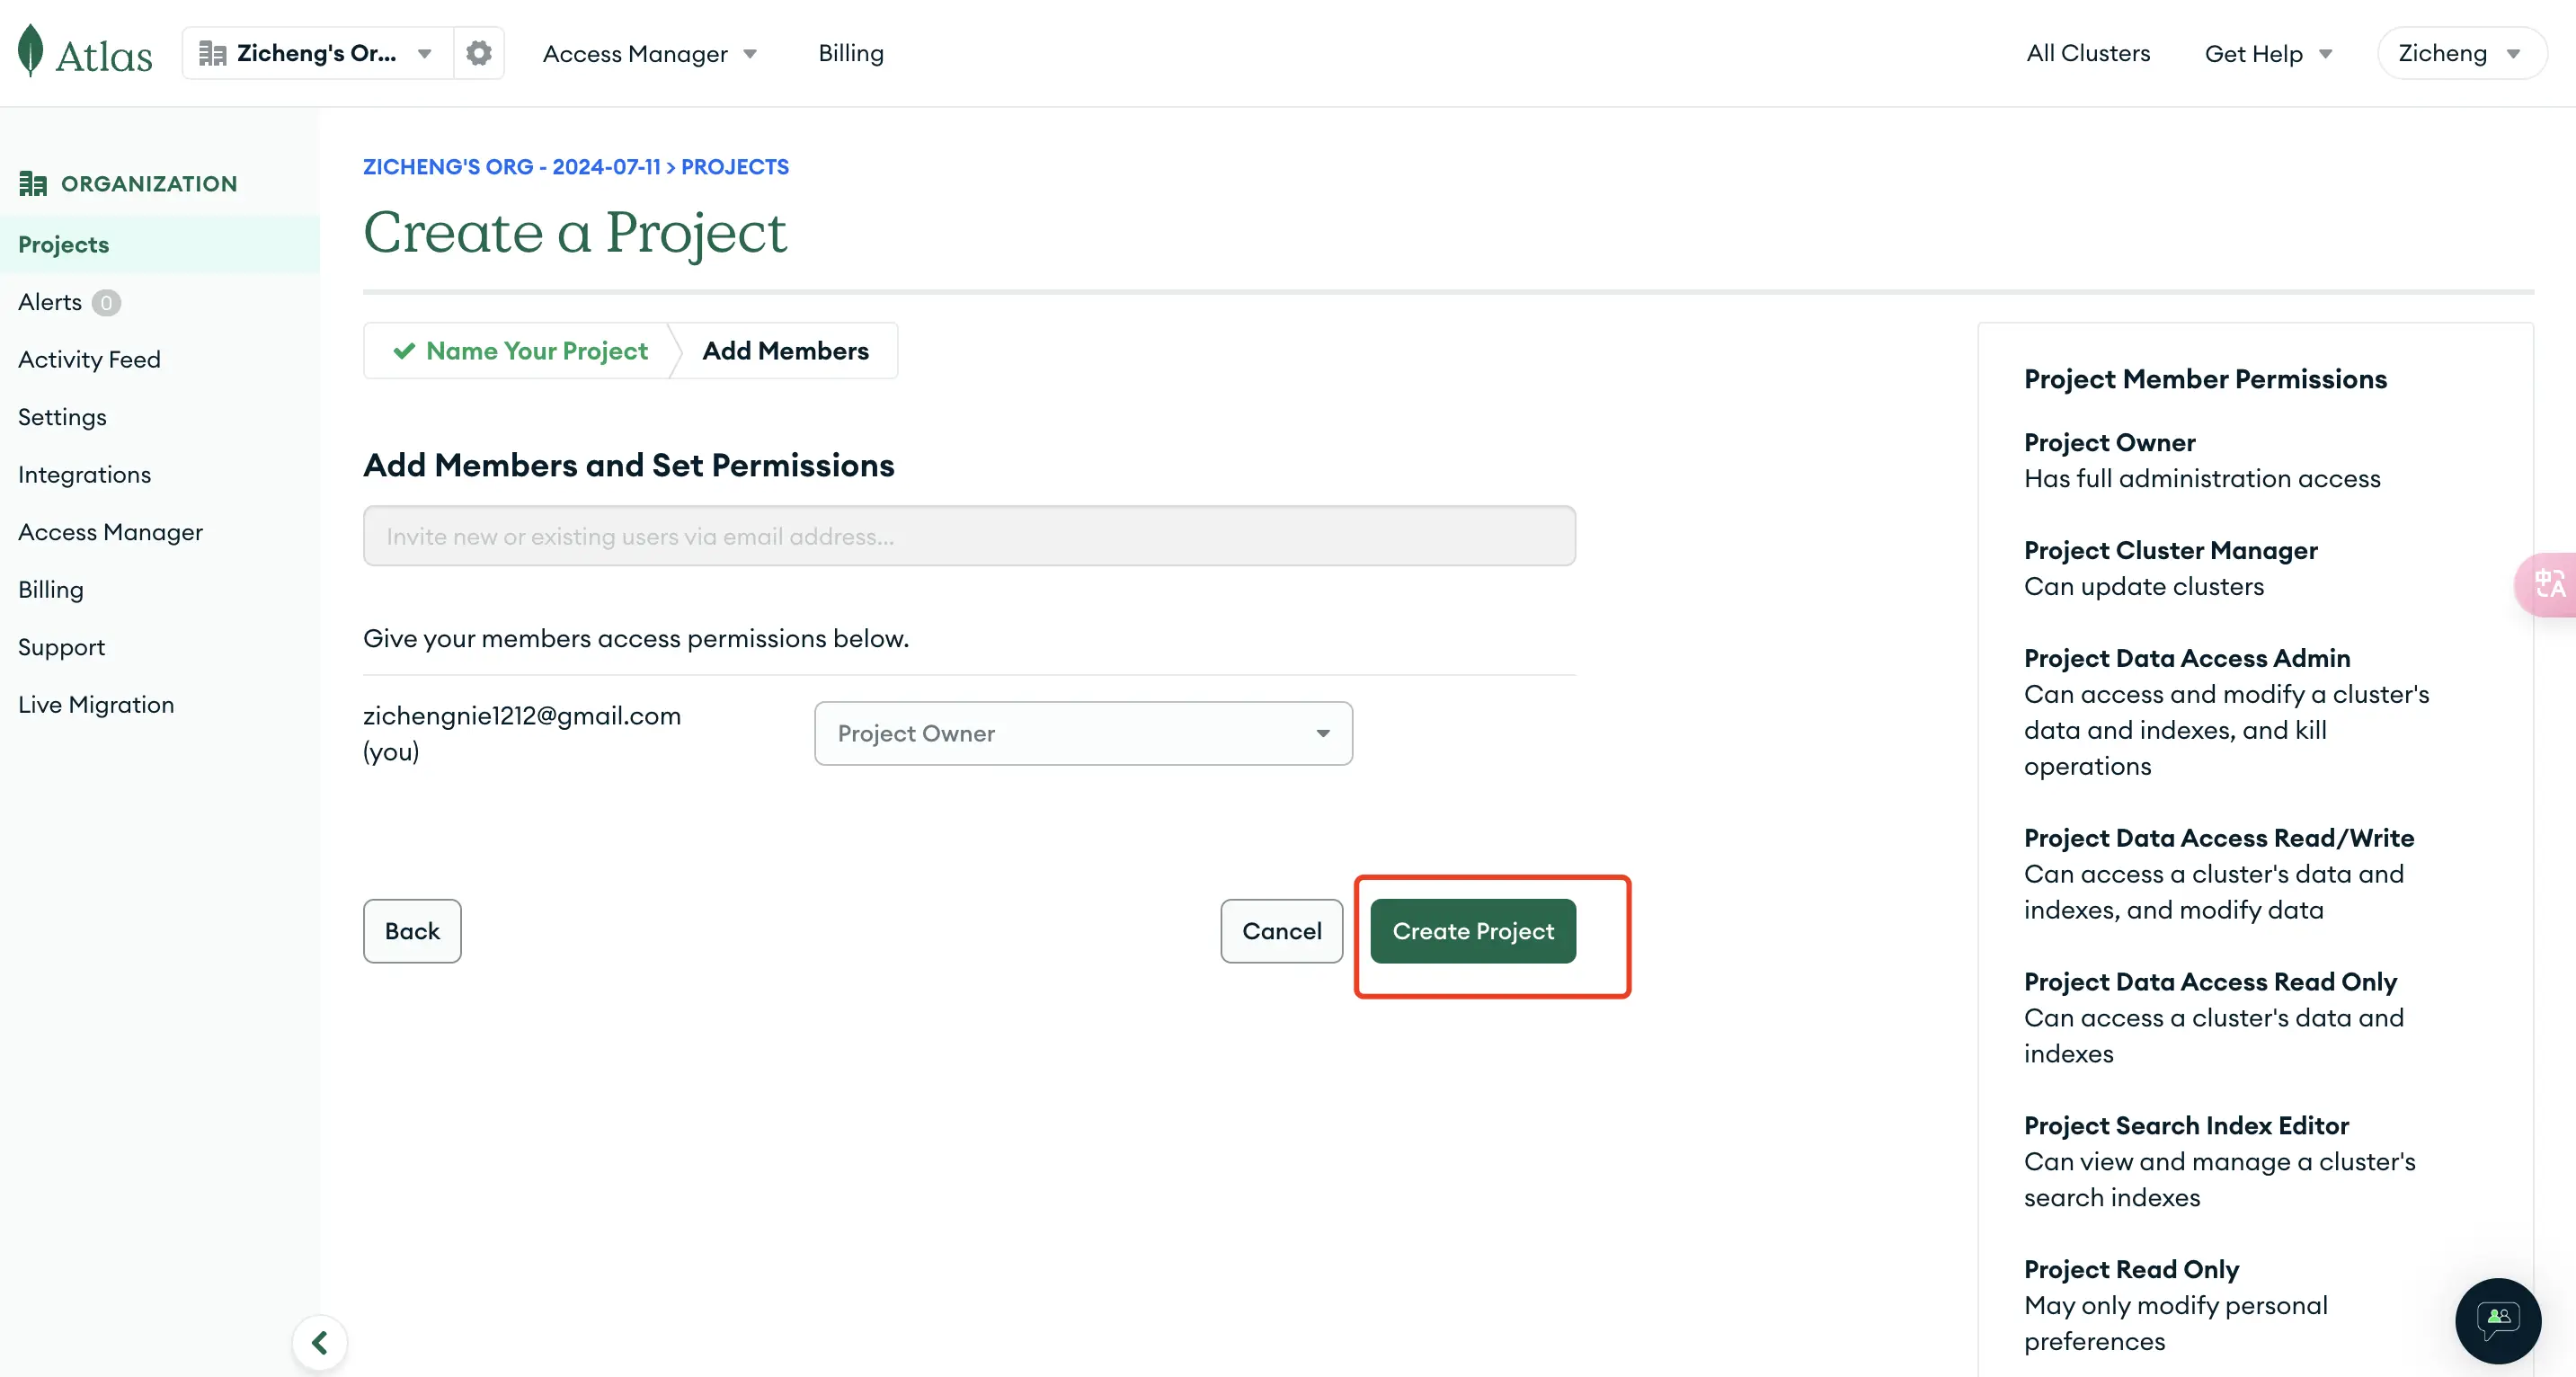 Atlas
Zicheng's Or...
Access Manager
Billing
All Clusters
Get Help
Zicheng
ORGANIZATION
Projects
Alerts 0
Activity Feed
Settings
Integrations
Access Manager
Billing
Support
Live Migration
ZICHENG'S ORG - 2024-07-11 > PROJECTS
Create a Project
Name Your Project
Add Members
Add Members and Set Permissions
Invite new or existing users via email address...
Give your members access permissions below.
zichengnie1212@gmail.com
(you)
Project Owner
Back
Cancel
Create Project
Project Member Permissions
Project Owner
Has full administration access
Project Cluster Manager
Can update clusters
Project Data Access Admin
Can access and modify a cluster's
data and indexes, and kill
operations
Project Data Access Read/Write
Can access a cluster's data and
indexes, and modify data
Project Data Access Read Only
Can access a cluster's data and
indexes
Project Search Index Editor
Can view and manage a cluster's
search indexes
Project Read Only
May only modify personal
preferences
中A